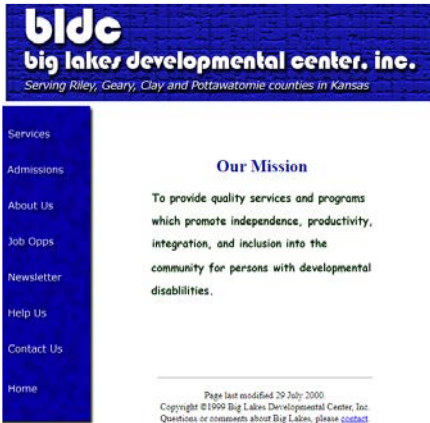 bldc
big lakes developmental center, inc.
Serving Riley, Geary, Clay and Pottawatomie counties in Kansas
Services
Admissions
About Us
Job Opps
Newsletter
Help Us
Contact Us
Home
Our Mission
To provide quality services and programs
which promote independence, productivity,
integration, and inclusion into the
community for persons with developmental
disablilities.
Page last modified 29 July 2000.
Copyright ©1999 Big Lakes Developmental Center, Inc.
Questions or comments about Big Lakes, please contact.